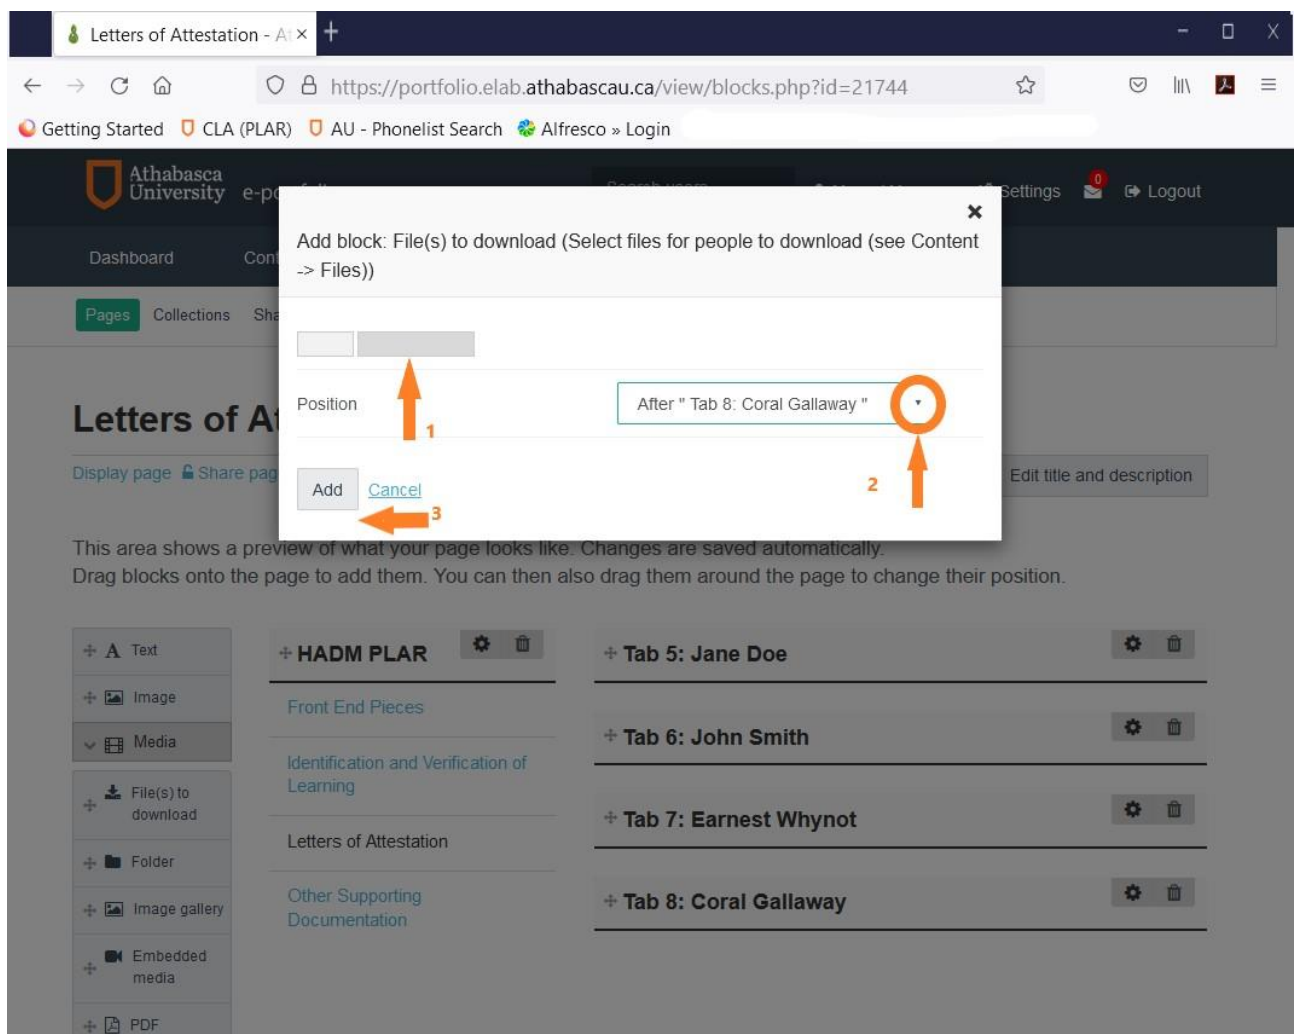 Letters of Attestation - At
https://portfolio.elab.athabascau.ca/view/blocks.php?id=21744
Getting Started CLA (PLAR) AU - Phonelist Search Alfresco » Login
Athabasca
University e-po
Settings 0 Logout
Dashboard Cont
Add block: File(s) to download (Select files for people to download (see Content
-> Files))
Pages Collections Sha
Position After " Tab 8: Coral Gallaway "
1
Letters of At
Display page Share pag Edit title and description
Add Cancel 2
3
This area shows a preview of what your page looks like. Changes are saved automatically.
Drag blocks onto the page to add them. You can then also drag them around the page to change their position.
Text
Image
Media
File(s) to
download
Folder
Image gallery
Embedded
media
PDF
HADM PLAR
Front End Pieces
Identification and Verification of
Learning
Letters of Attestation
Other Supporting
Documentation
Tab 5: Jane Doe
Tab 6: John Smith
Tab 7: Earnest Whynot
Tab 8: Coral Gallaway